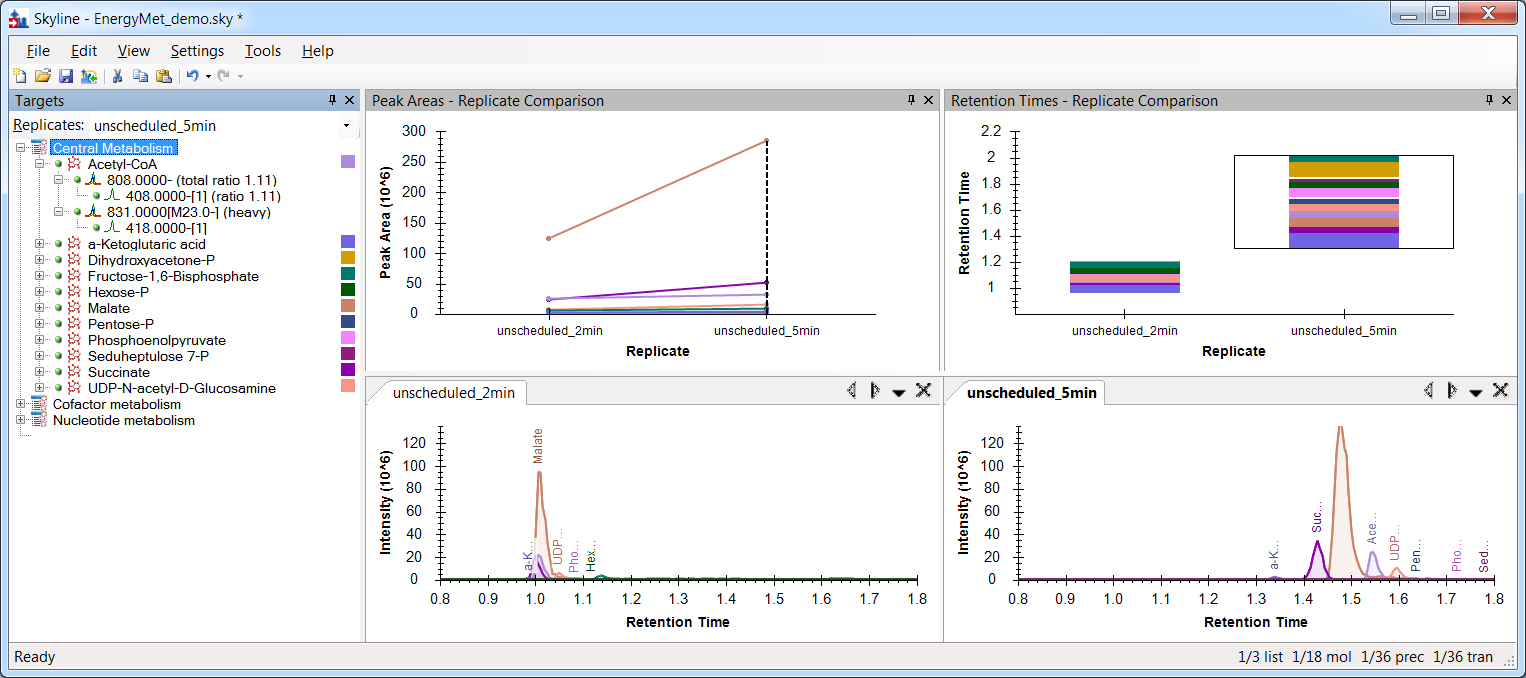 Skyline - EnergyMet_demo.sky *
File Edit View Settings Tools Help
Targets
Replicates: unscheduled_5min
Central Metabolism
Acetyl-CoA
808.0000- (total ratio 1.11)
408.0000-[1] (ratio 1.11)
831.0000[M23.0-] (heavy)
418.0000-[1]
a-Ketoglutaric acid
Dihydroxyacetone-P
Fructose-1,6-Bisphosphate
Hexose-P
Malate
Pentose-P
Phosphoenolpyruvate
Seduheptulose 7-P
Succinate
UDP-N-acetyl-D-Glucosamine
Cofactor metabolism
Nucleotide metabolism
Peak Areas - Replicate Comparison
Peak Area (10^6)
300
250
200
150
100
50
0
unscheduled_2min unscheduled_5min
Replicate
Retention Times - Replicate Comparison
Retention Time
2.2
2
1.8
1.6
1.4
1.2
1
unscheduled_2min unscheduled_5min
Replicate
unscheduled_2min
Intensity (10^6)
120
100
80
60
40
20
0
Malate
a-K...
UDP...
Pho...
Hex...
0.8 0.9 1.0 1.1 1.2 1.3 1.4 1.5 1.6 1.7 1.8
Retention Time
unscheduled_5min
Intensity (10^6)
120
100
80
60
40
20
0
a-K...
Suc...
Ace...
UDP...
Pen...
Pho...
Sed...
0.8 0.9 1.0 1.1 1.2 1.3 1.4 1.5 1.6 1.7 1.8
Retention Time
Ready
1/3 list 1/18 mol 1/36 prec 1/36 tran